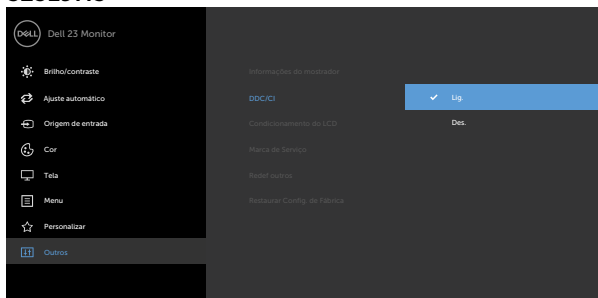 DELL Dell 23 Monitor
Brilho/contraste
Ajuste automático
Origem de entrada
Cor
Tela
Menu
Personalizar
Outros
Informações do mostrador
DDC/CI
Condicionamento do LCD
Marca de Serviço
Redef outros
Restaurar Config. de Fábrica
Lig.
Des.